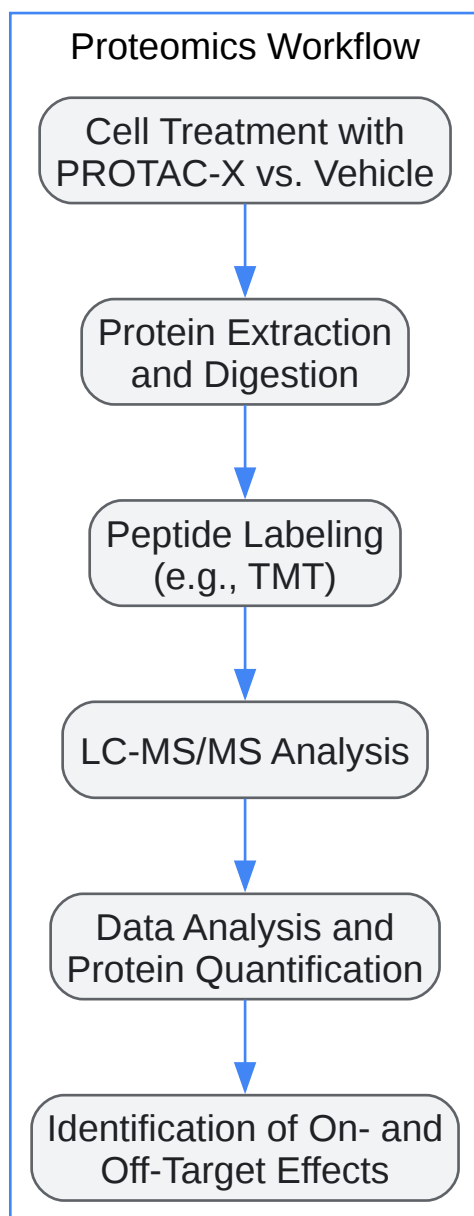 Proteomics Workflow
Cell Treatment with
PROTAC-X vs. Vehicle
Protein Extraction
and Digestion
Peptide Labeling
(e.g., TMT)
LC-MS/MS Analysis
Data Analysis and
Protein Quantification
Identification of On- and
Off-Target Effects